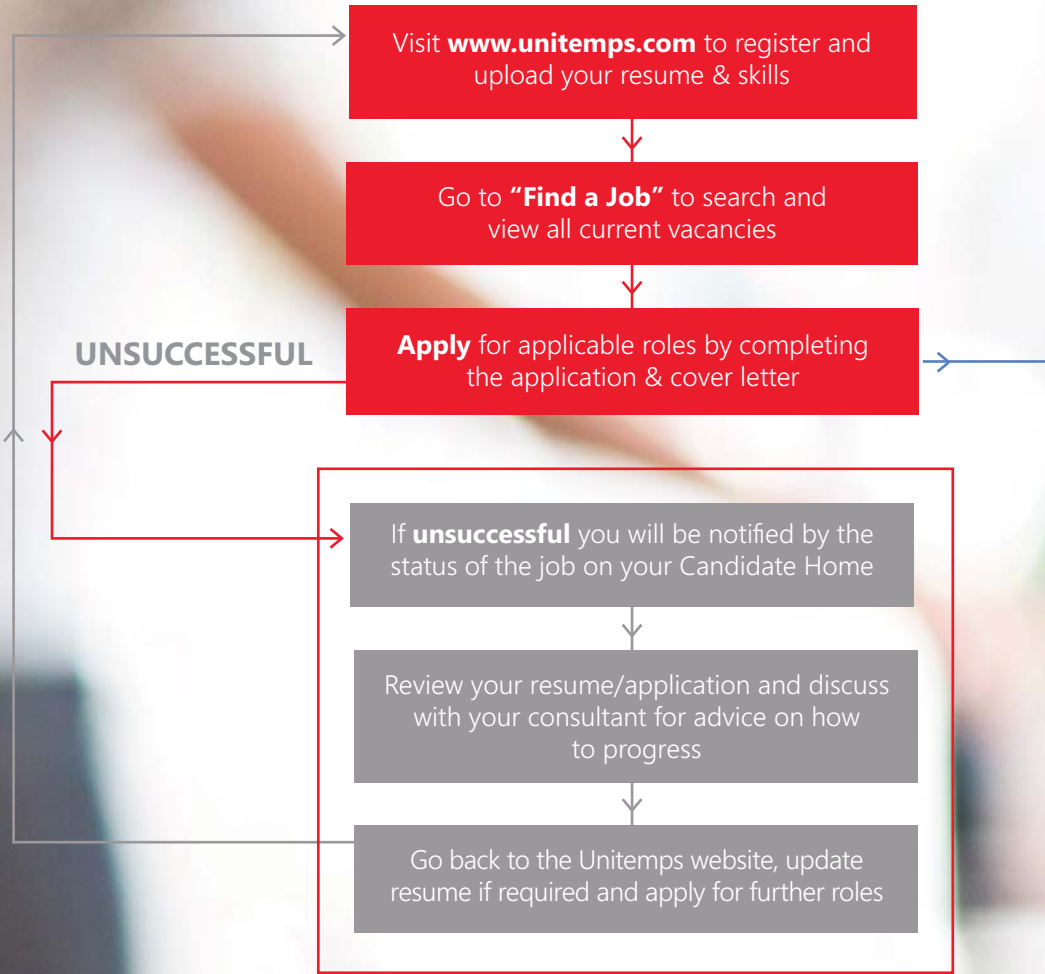 Visit www.unitemps.com to register and
upload your resume & skills
Go to “Find a Job” to search and
view all current vacancies
UNSUCCESSFUL
Apply for applicable roles by completing
the application & cover letter
If unsuccessful you will be notified by the
status of the job on your Candidate Home
Review your resume/application and discuss
with your consultant for advice on how
to progress
Go back to the Unitemps website, update
resume if required and apply for further roles